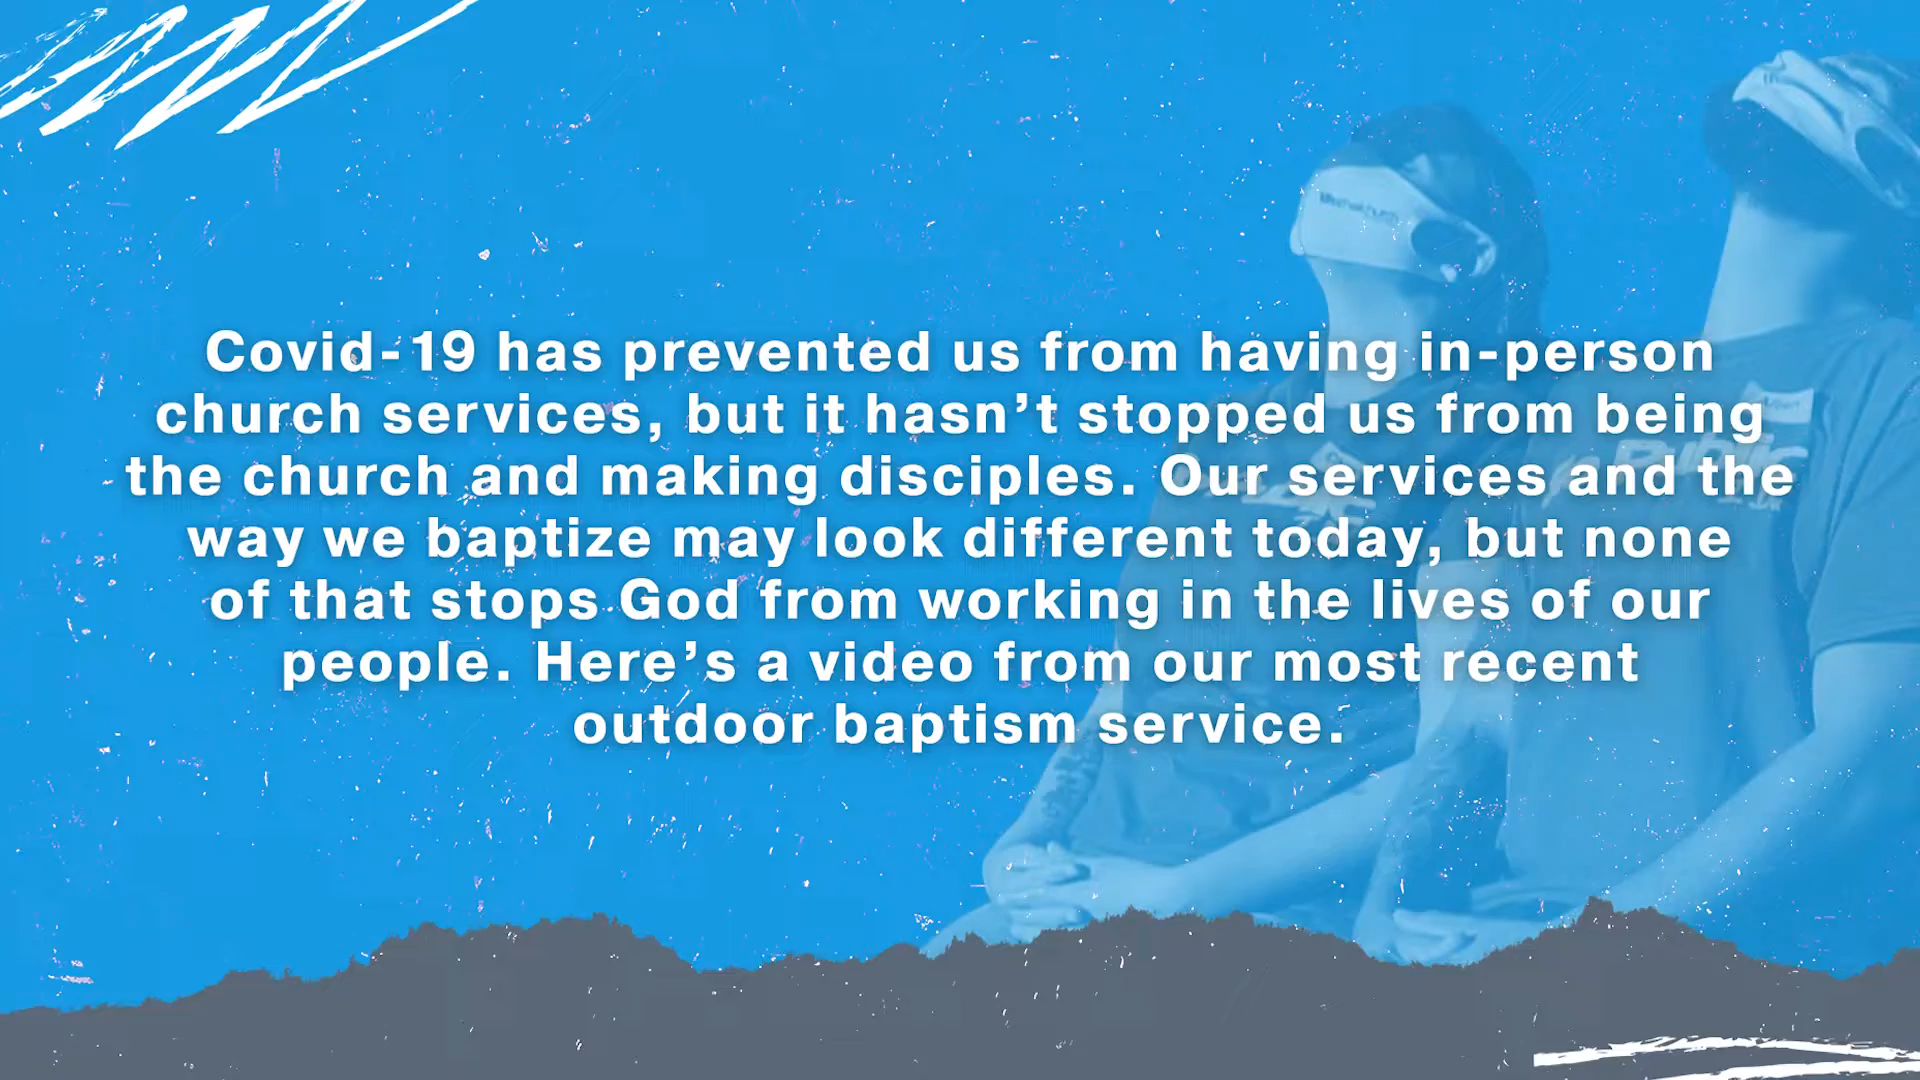 Covid-19 has prevented us from having in-person
church services, but it hasn’t stopped us from being
the church and making disciples. Our services and the
way we baptize may look different today, but none
of that stops God from working in the lives of our
people. Here’s a video from our most recent
outdoor baptism service.